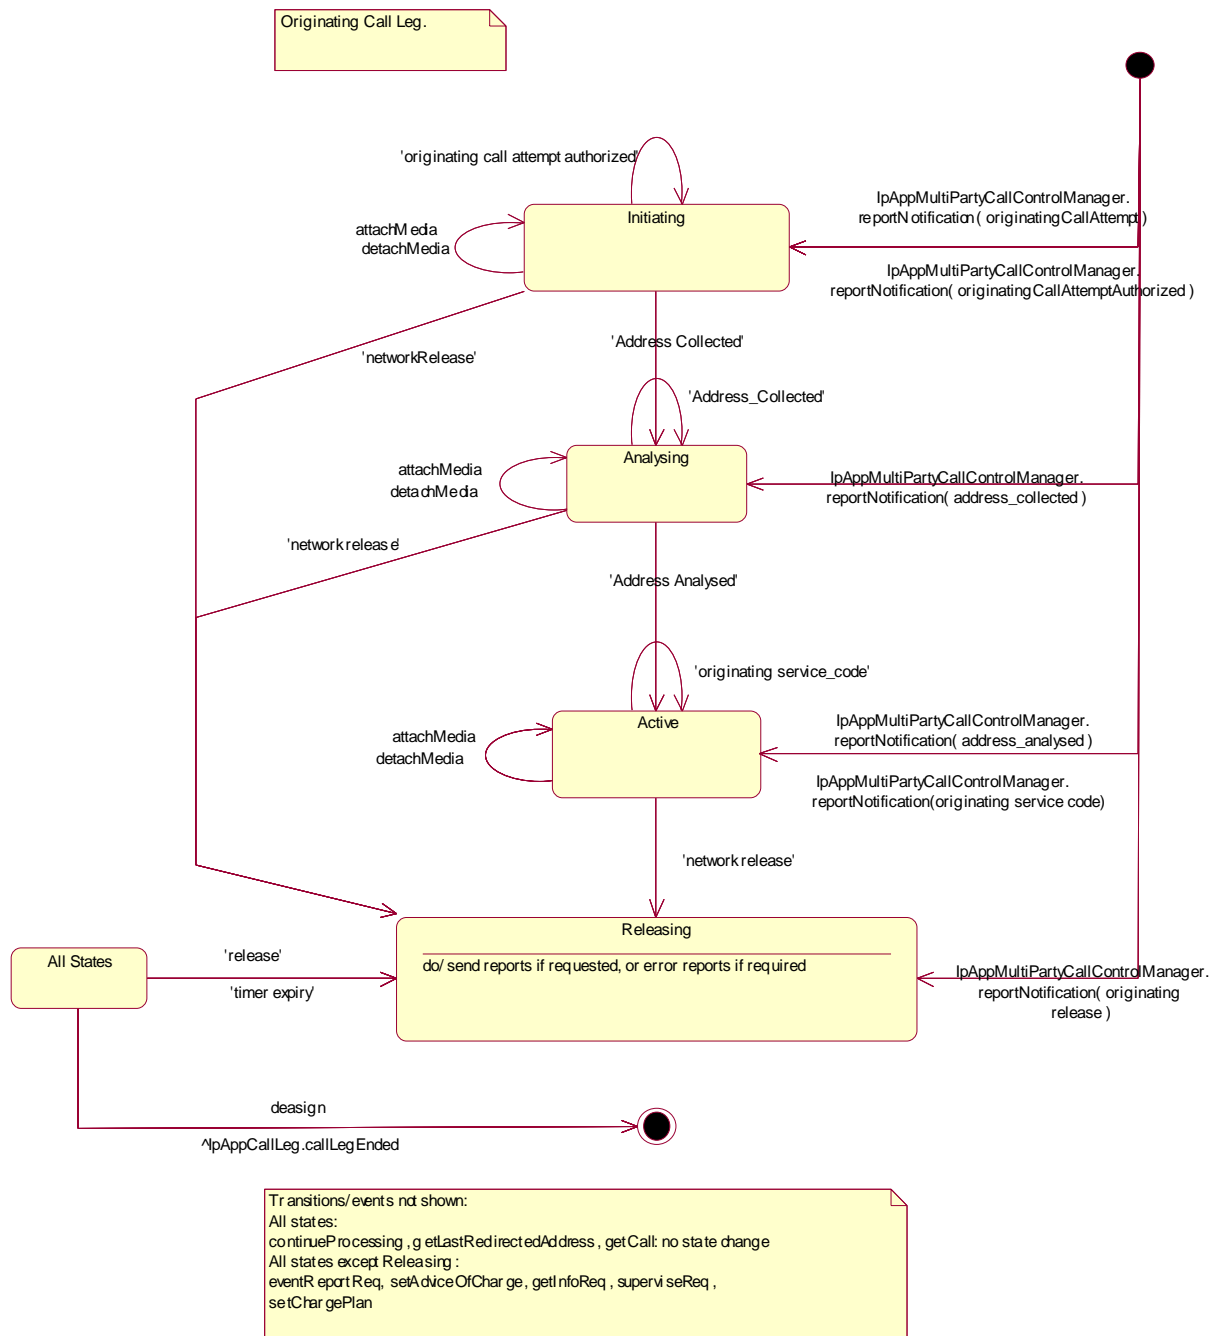 Originating Call Leg.
'originating call attempt authorized'
IpAppMultiPartyCallControlManager.
reportNotification( originatingCallAttempt )
Initiating
attachMedia
detachMedia
IpAppMultiPartyCallControlManager.
reportNotification( originatingCallAttemptAuthorized )
'Address Collected'
'networkRelease'
'Address_Collected'
Analysing
attachMedia
detachMedia
IpAppMultiPartyCallControlManager.
reportNotification( address_collected )
'network release'
'Address Analysed'
'originating service_code'
Active
attachMedia
detachMedia
IpAppMultiPartyCallControlManager.
reportNotification( address_analysed )
IpAppMultiPartyCallControlManager.
reportNotification(originating service code)
'network release'
Releasing
do/ send reports if requested, or error reports if required
All States
'release'
'timer expiry'
IpAppMultiPartyCallControlManager.
reportNotification( originating
release )
deasign
^IpAppCallLeg.callLegEnded
Transitions/events not shown:
All states:
continueProcessing , getLastRedirectedAddress , getCall: no state change
All states except Releasing :
eventReportReq, setAdviceOfCharge, getInfoReq , superviseReq ,
setChargePlan